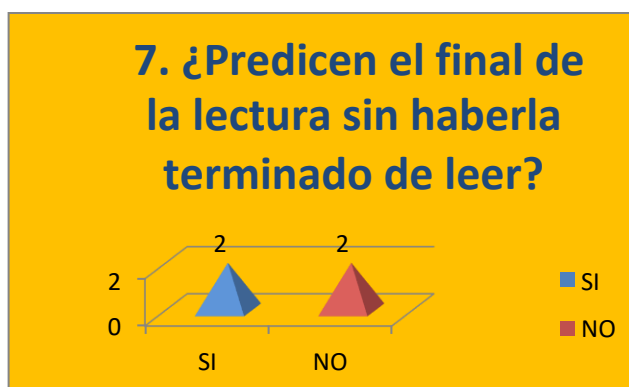 7. ¿Predicen el final de
la lectura sin haberla
terminado de leer?
2 2
2
0
SI NO
SI
NO